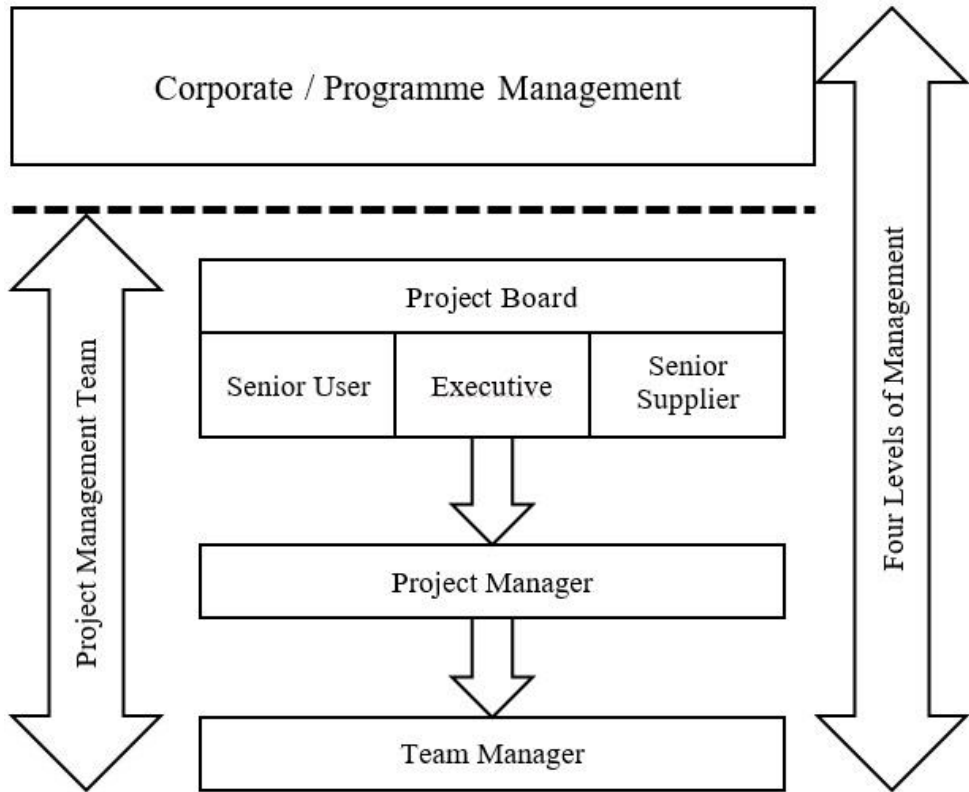 Corporate / Programme Management
Project Board
Senior User
Executive
Senior
Supplier
Project Manager
Team Manager
Project Management Team
Four Levels of Management